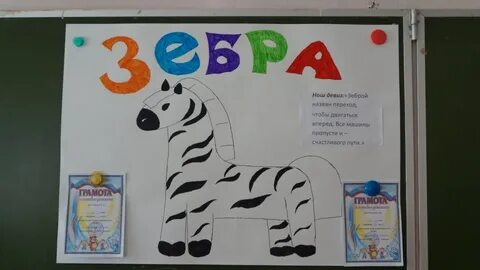 ЗЕБРА
Наш девиз:«Зеброй
назван переход,
чтобы двигаться
вперед. Все машины
пропусти и –
счастливого пути.»
ГРАМОТА
ГРАМОТА